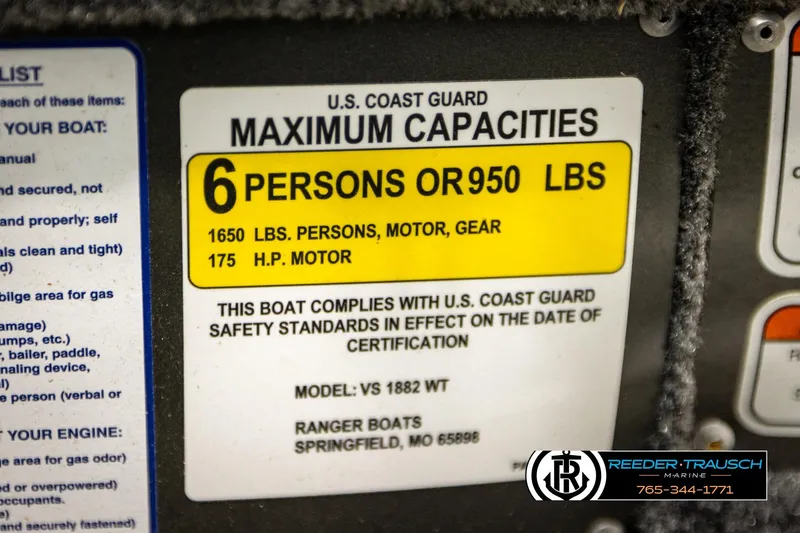 LIST
each of these items:
YOUR BOAT:
anual
nd secured, not
and properly; self
als clean and tight)
d)
bilge area for gas
amage)
umps, etc.)
, bailer, paddle,
naling device,
l)
e person (verbal or
T YOUR ENGINE:
ge area for gas odor)
ed or overpowered)
occupants.
e)
and securely fastened)
U.S. COAST GUARD
MAXIMUM CAPACITIES
6 PERSONS OR 950 LBS
1650 LBS. PERSONS, MOTOR, GEAR
175 H.P. MOTOR
THIS BOAT COMPLIES WITH U.S. COAST GUARD
SAFETY STANDARDS IN EFFECT ON THE DATE OF
CERTIFICATION
MODEL: VS 1882 WT
RANGER BOATS
SPRINGFIELD, MO 65898
REEDER·TRAUSCH
MARINE
765-344-1771